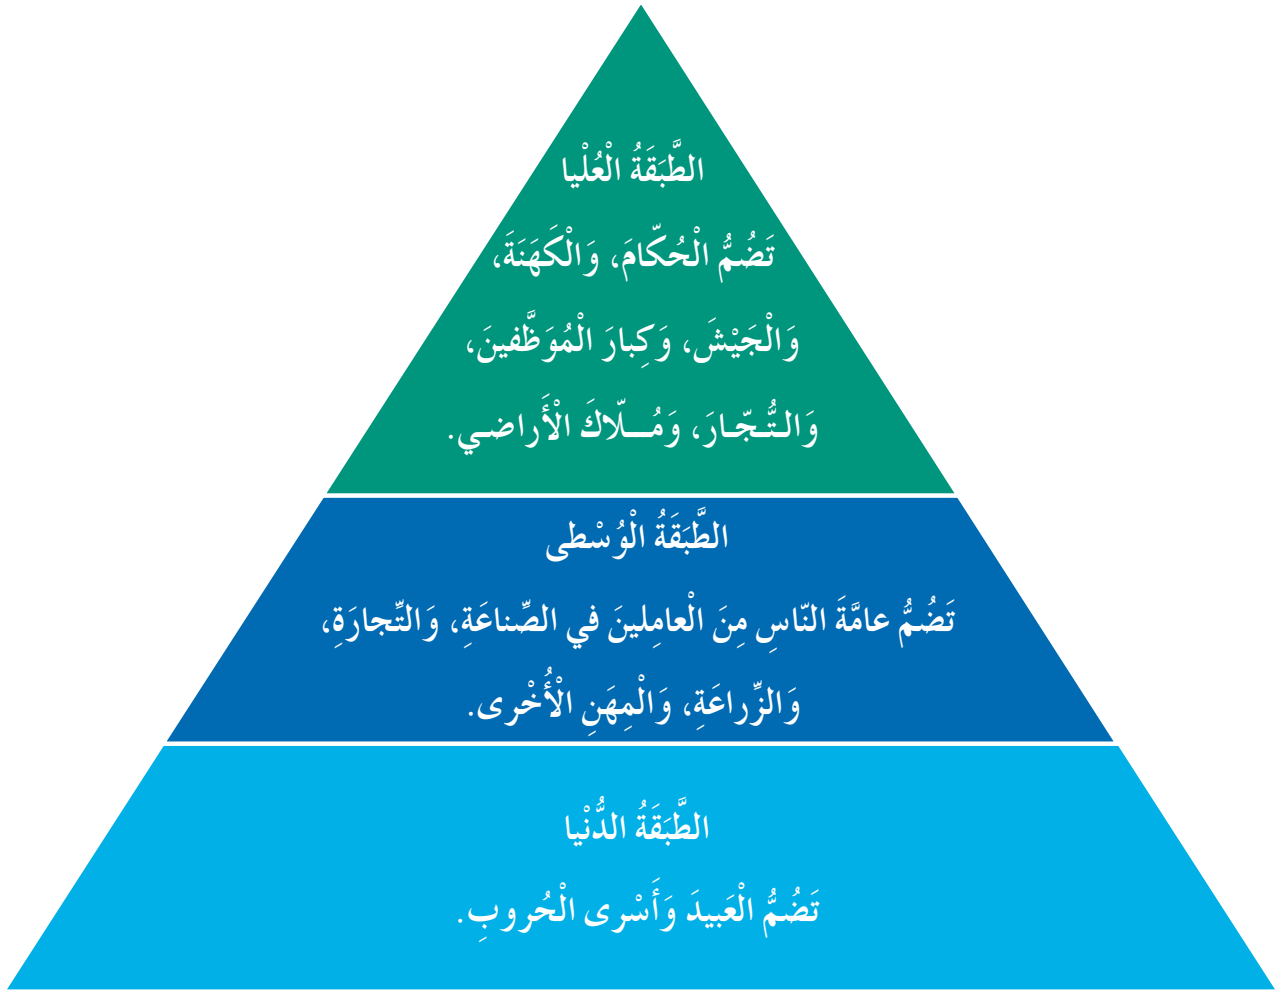 الطَّبَقَةُ الْعُلْيا
تَضُمُّ الْحُكّامَ، وَالْكَهَنَةَ،
وَالْجَيْشَ، وَكِبارَ الْمُوَظَّفينَ،
وَالتُّجّارَ، وَمُـــلّاكَ الْأَراضي.
الطَّبَقَةُ الْوُسْطى
تَضُمُّ عامَّةَ النّاسِ مِنَ الْعامِلينَ في الصِّناعَةِ، وَالتِّجارَةِ،
وَالزِّراعَةِ، وَالْمِهَنِ الْأُخْرى.
الطَّبَقَةُ الدُّنْيا
تَضُمُّ الْعَبيدَ وَأَسْرى الْحُروبِ.